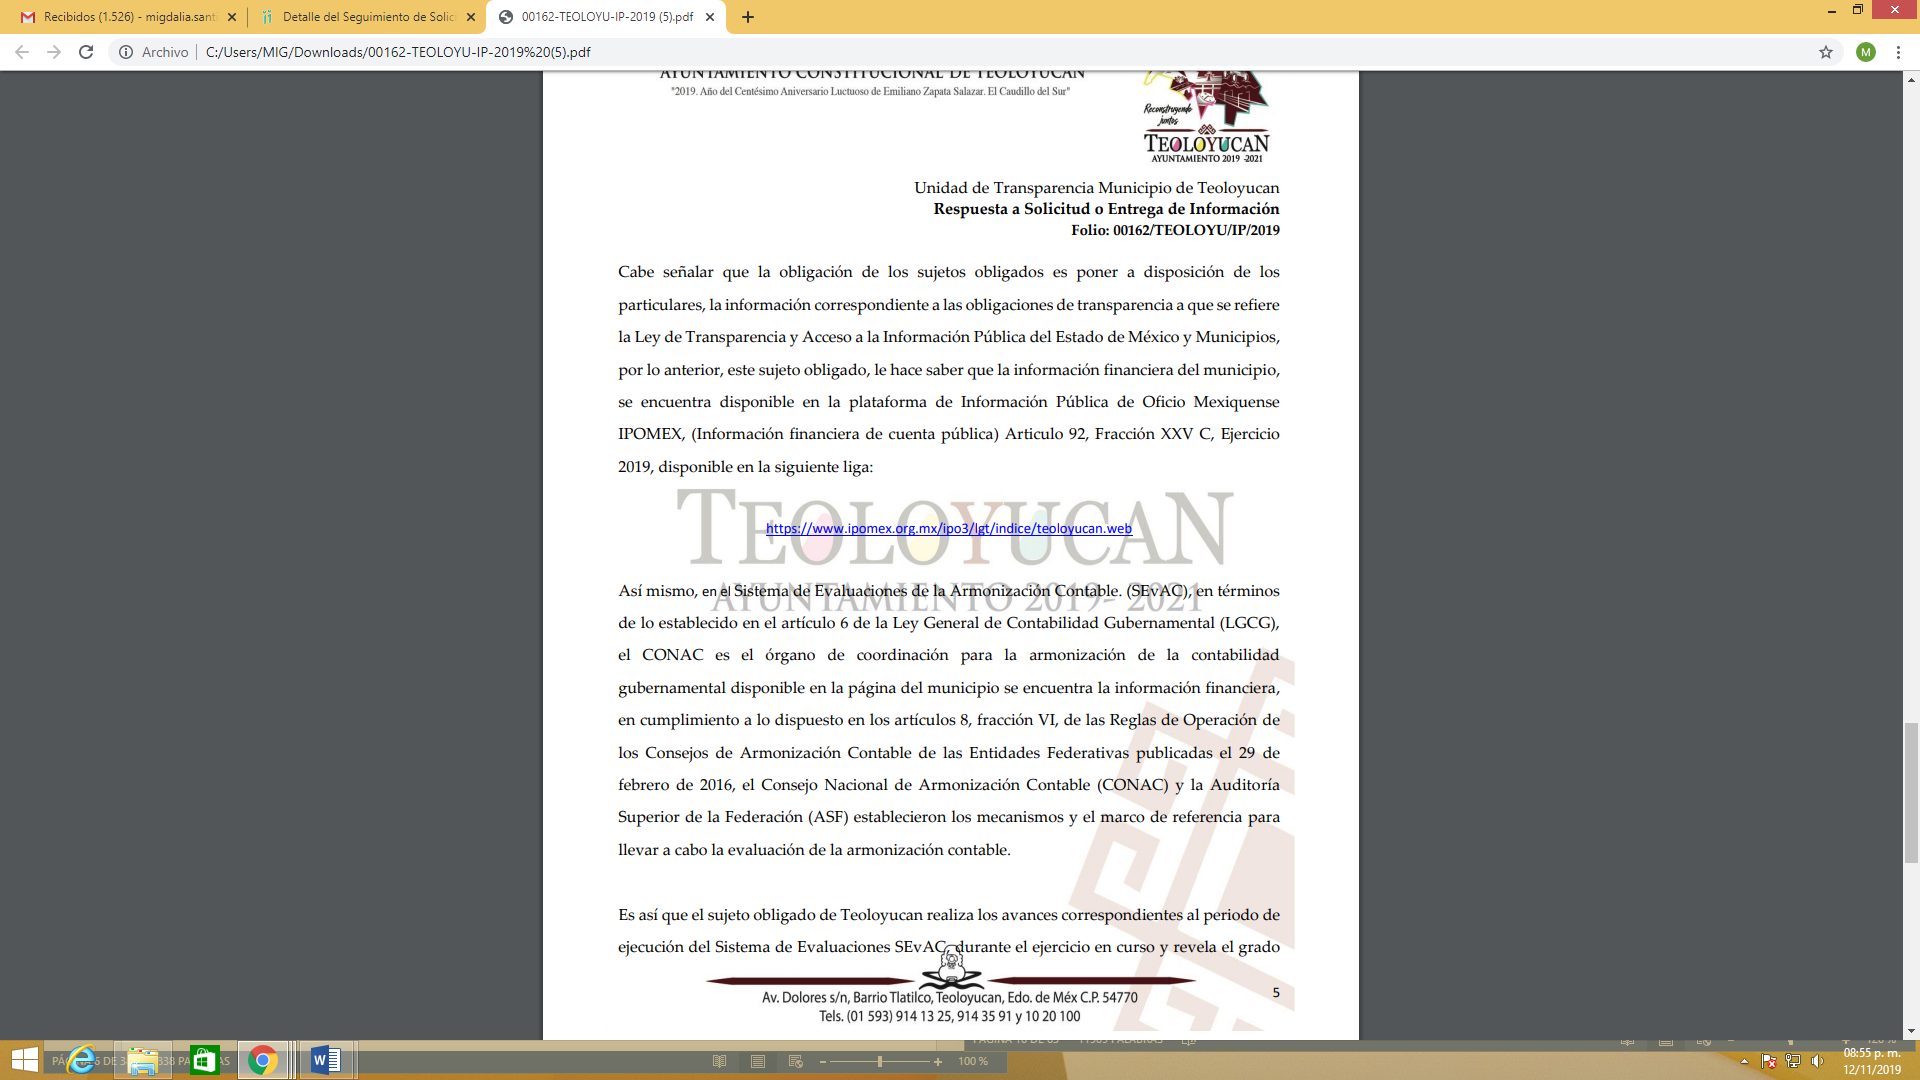 Recibidos (1.526) - migdalia.sant
Detalle del Seguimiento de Solici
00162-TEOLOYU-IP-2019 (5).pdf
Archivo
C:/Users/MIG/Downloads/00162-TEOLOYU-IP-2019%20(5).pdf
M
AYUNTAMIENTO CONSTITUCIONAL DE TEOLOYUCAN
"2019. Año del Centésimo Aniversario Luctuoso de Emiliano Zapata Salazar. El Caudillo del Sur"
Reconstruyendo
juntos
TEOLOYUCAN
AYUNTAMIENTO 2019 -2021
Unidad de Transparencia Municipio de Teoloyucan
Respuesta a Solicitud o Entrega de Información
Folio: 00162/TEOLOYU/IP/2019
Cabe señalar que la obligación de los sujetos obligados es poner a disposición de los
particulares, la información correspondiente a las obligaciones de transparencia a que se refiere
la Ley de Transparencia y Acceso a la Información Pública del Estado de México y Municipios,
por lo anterior, este sujeto obligado, le hace saber que la información financiera del municipio,
se encuentra disponible en la plataforma de Información Pública de Oficio Mexiquense
IPOMEX, (Información financiera de cuenta pública) Articulo 92, Fracción XXV C, Ejercicio
2019, disponible en la siguiente liga:
TEOLOYUCAN
https://www.ipomex.org.mx/ipo3/lgt/indice/teoloyucan.web
AYUNTAMIENTO 2019- 2021
Así mismo, en el Sistema de Evaluaciones de la Armonización Contable. (SEvAC), en términos
de lo establecido en el artículo 6 de la Ley General de Contabilidad Gubernamental (LGCG),
el CONAC es el órgano de coordinación para la armonización de la contabilidad
gubernamental disponible en la página del municipio se encuentra la información financiera,
en cumplimiento a lo dispuesto en los artículos 8, fracción VI, de las Reglas de Operación de
los Consejos de Armonización Contable de las Entidades Federativas publicadas el 29 de
febrero de 2016, el Consejo Nacional de Armonización Contable (CONAC) y la Auditoría
Superior de la Federación (ASF) establecieron los mecanismos y el marco de referencia para
llevar a cabo la evaluación de la armonización contable.
Es así que el sujeto obligado de Teoloyucan realiza los avances correspondientes al periodo de
ejecución del Sistema de Evaluaciones SEvAC, durante el ejercicio en curso y revela el grado
Av. Dolores s/n, Barrio Tlatilco, Teoloyucan, Edo. de Méx C.P. 54770
Tels. (01 593) 914 13 25, 914 35 91 y 10 20 100
5
100 %
08:55 p. m.
12/11/2019